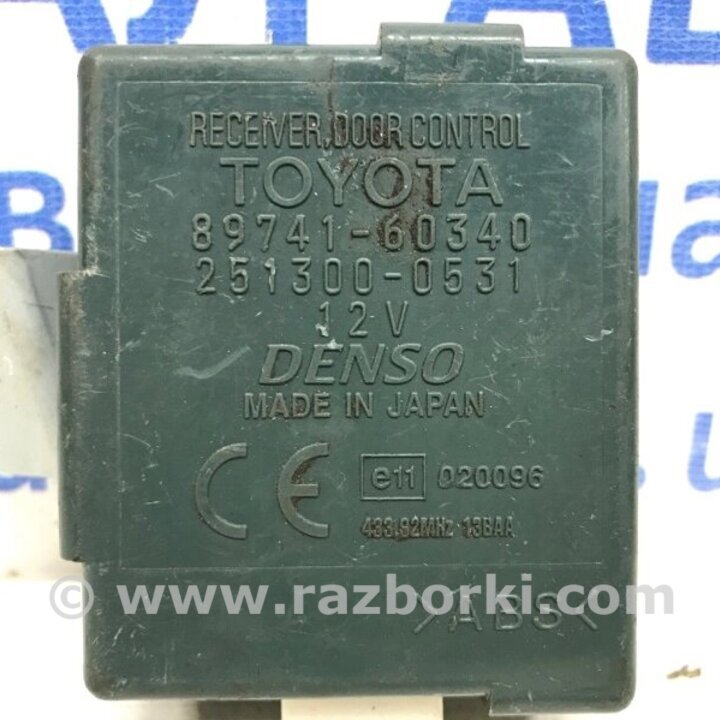 RECEIVER,DOOR CONTROL
TOYOTA
89741-60340
251300-0531
12V
DENSO
MADE IN JAPAN
CE e11 020096
433.92MHz 13BAA
© www.razborki.com
>ABS<